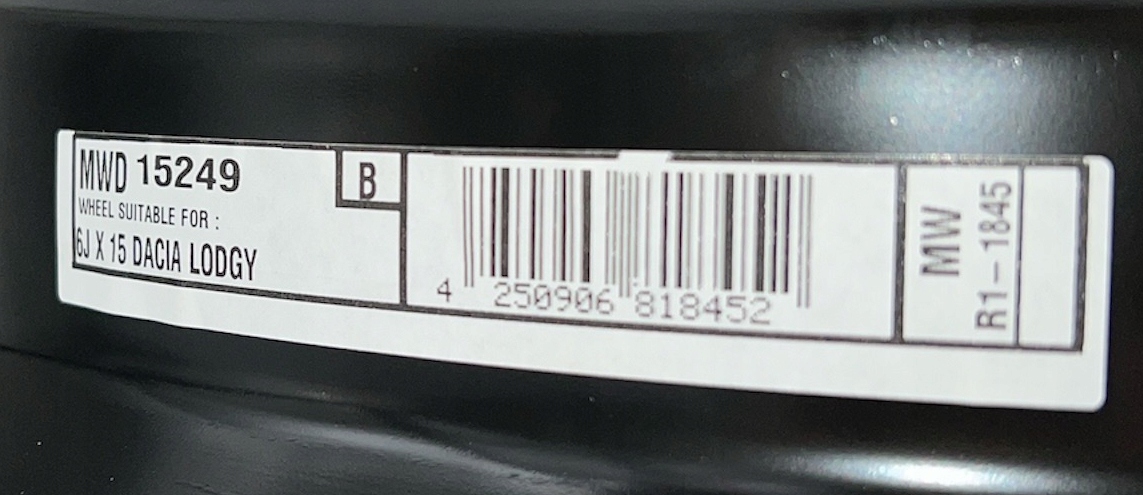 MWD 15249
B
WHEEL SUITABLE FOR :
6J X 15 DACIA LODGY
4 250906 818452
MW
R1-1845